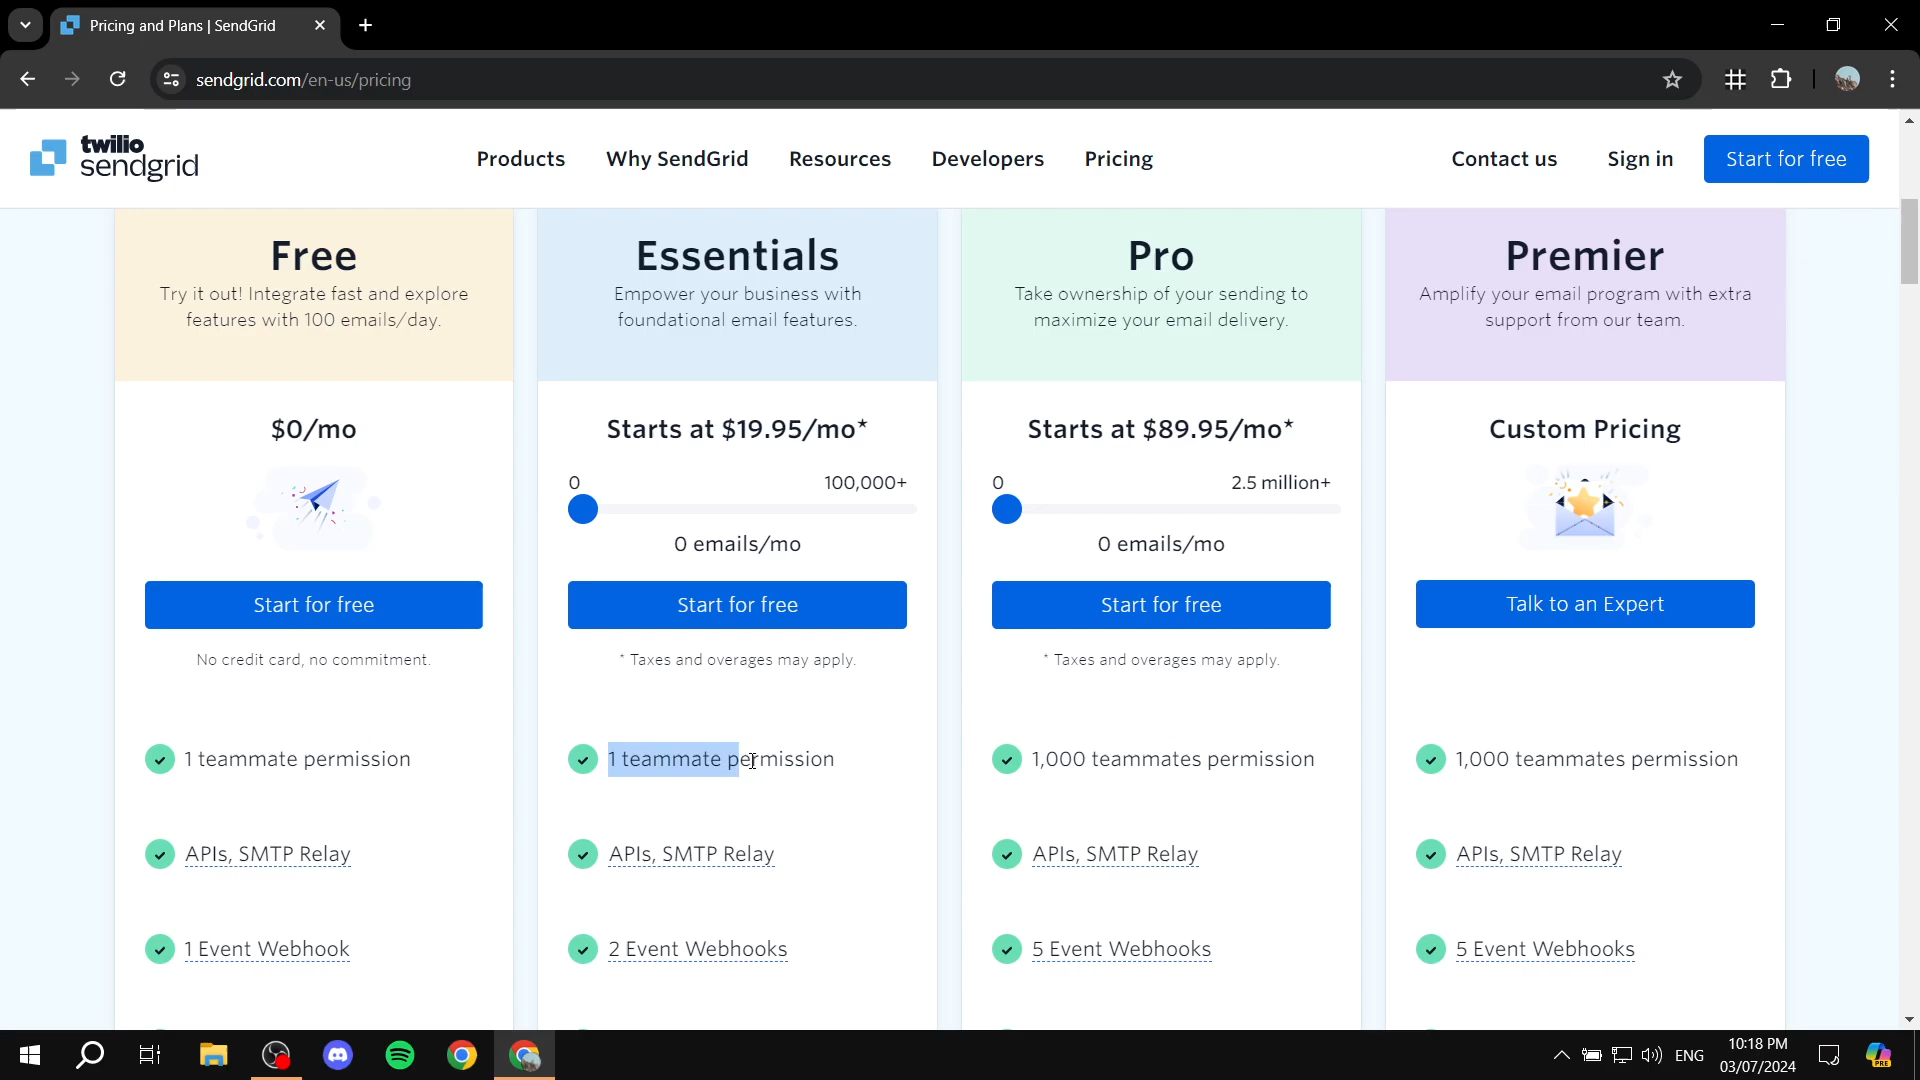 Pricing and Plans | SendGrid
sendgrid.com/en-us/pricing
twilio
sendgrid
Products
Why SendGrid
Resources
Developers
Pricing
Contact us
Sign in
Start for free
Free
Try it out! Integrate fast and explore
features with 100 emails/day.
$0/mo
Start for free
No credit card, no commitment.
1 teammate permission
APIs, SMTP Relay
1 Event Webhook
Essentials
Empower your business with
foundational email features.
Starts at $19.95/mo*
0 100,000+
0 emails/mo
Start for free
* Taxes and overages may apply.
1 teammate permission
APIs, SMTP Relay
2 Event Webhooks
Pro
Take ownership of your sending to
maximize your email delivery.
Starts at $89.95/mo*
0 2.5 million+
0 emails/mo
Start for free
* Taxes and overages may apply.
1,000 teammates permission
APIs, SMTP Relay
5 Event Webhooks
Premier
Amplify your email program with extra
support from our team.
Custom Pricing
Talk to an Expert
1,000 teammates permission
APIs, SMTP Relay
5 Event Webhooks
ENG
10:18 PM
03/07/2024
PRE